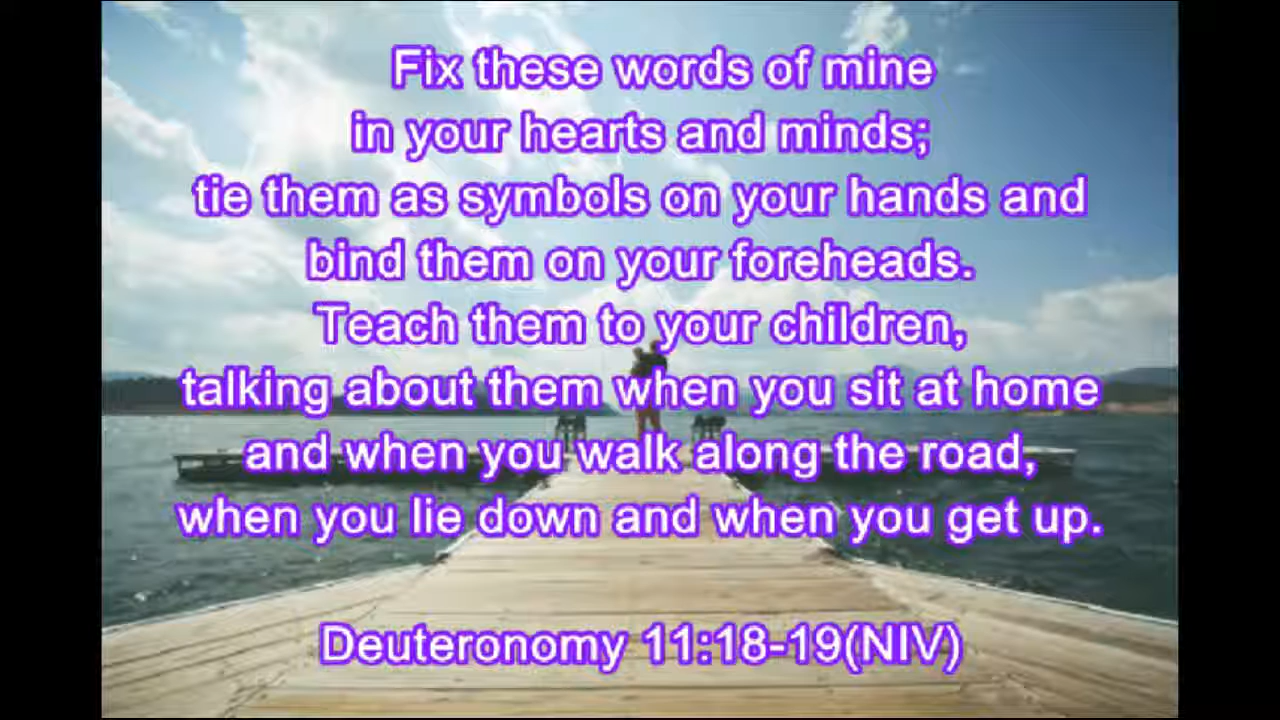 Fix these words of mine
in your hearts and minds;
tie them as symbols on your hands and
bind them on your foreheads.
Teach them to your children,
talking about them when you sit at home
and when you walk along the road,
when you lie down and when you get up.
Deuteronomy 11:18-19(NIV)